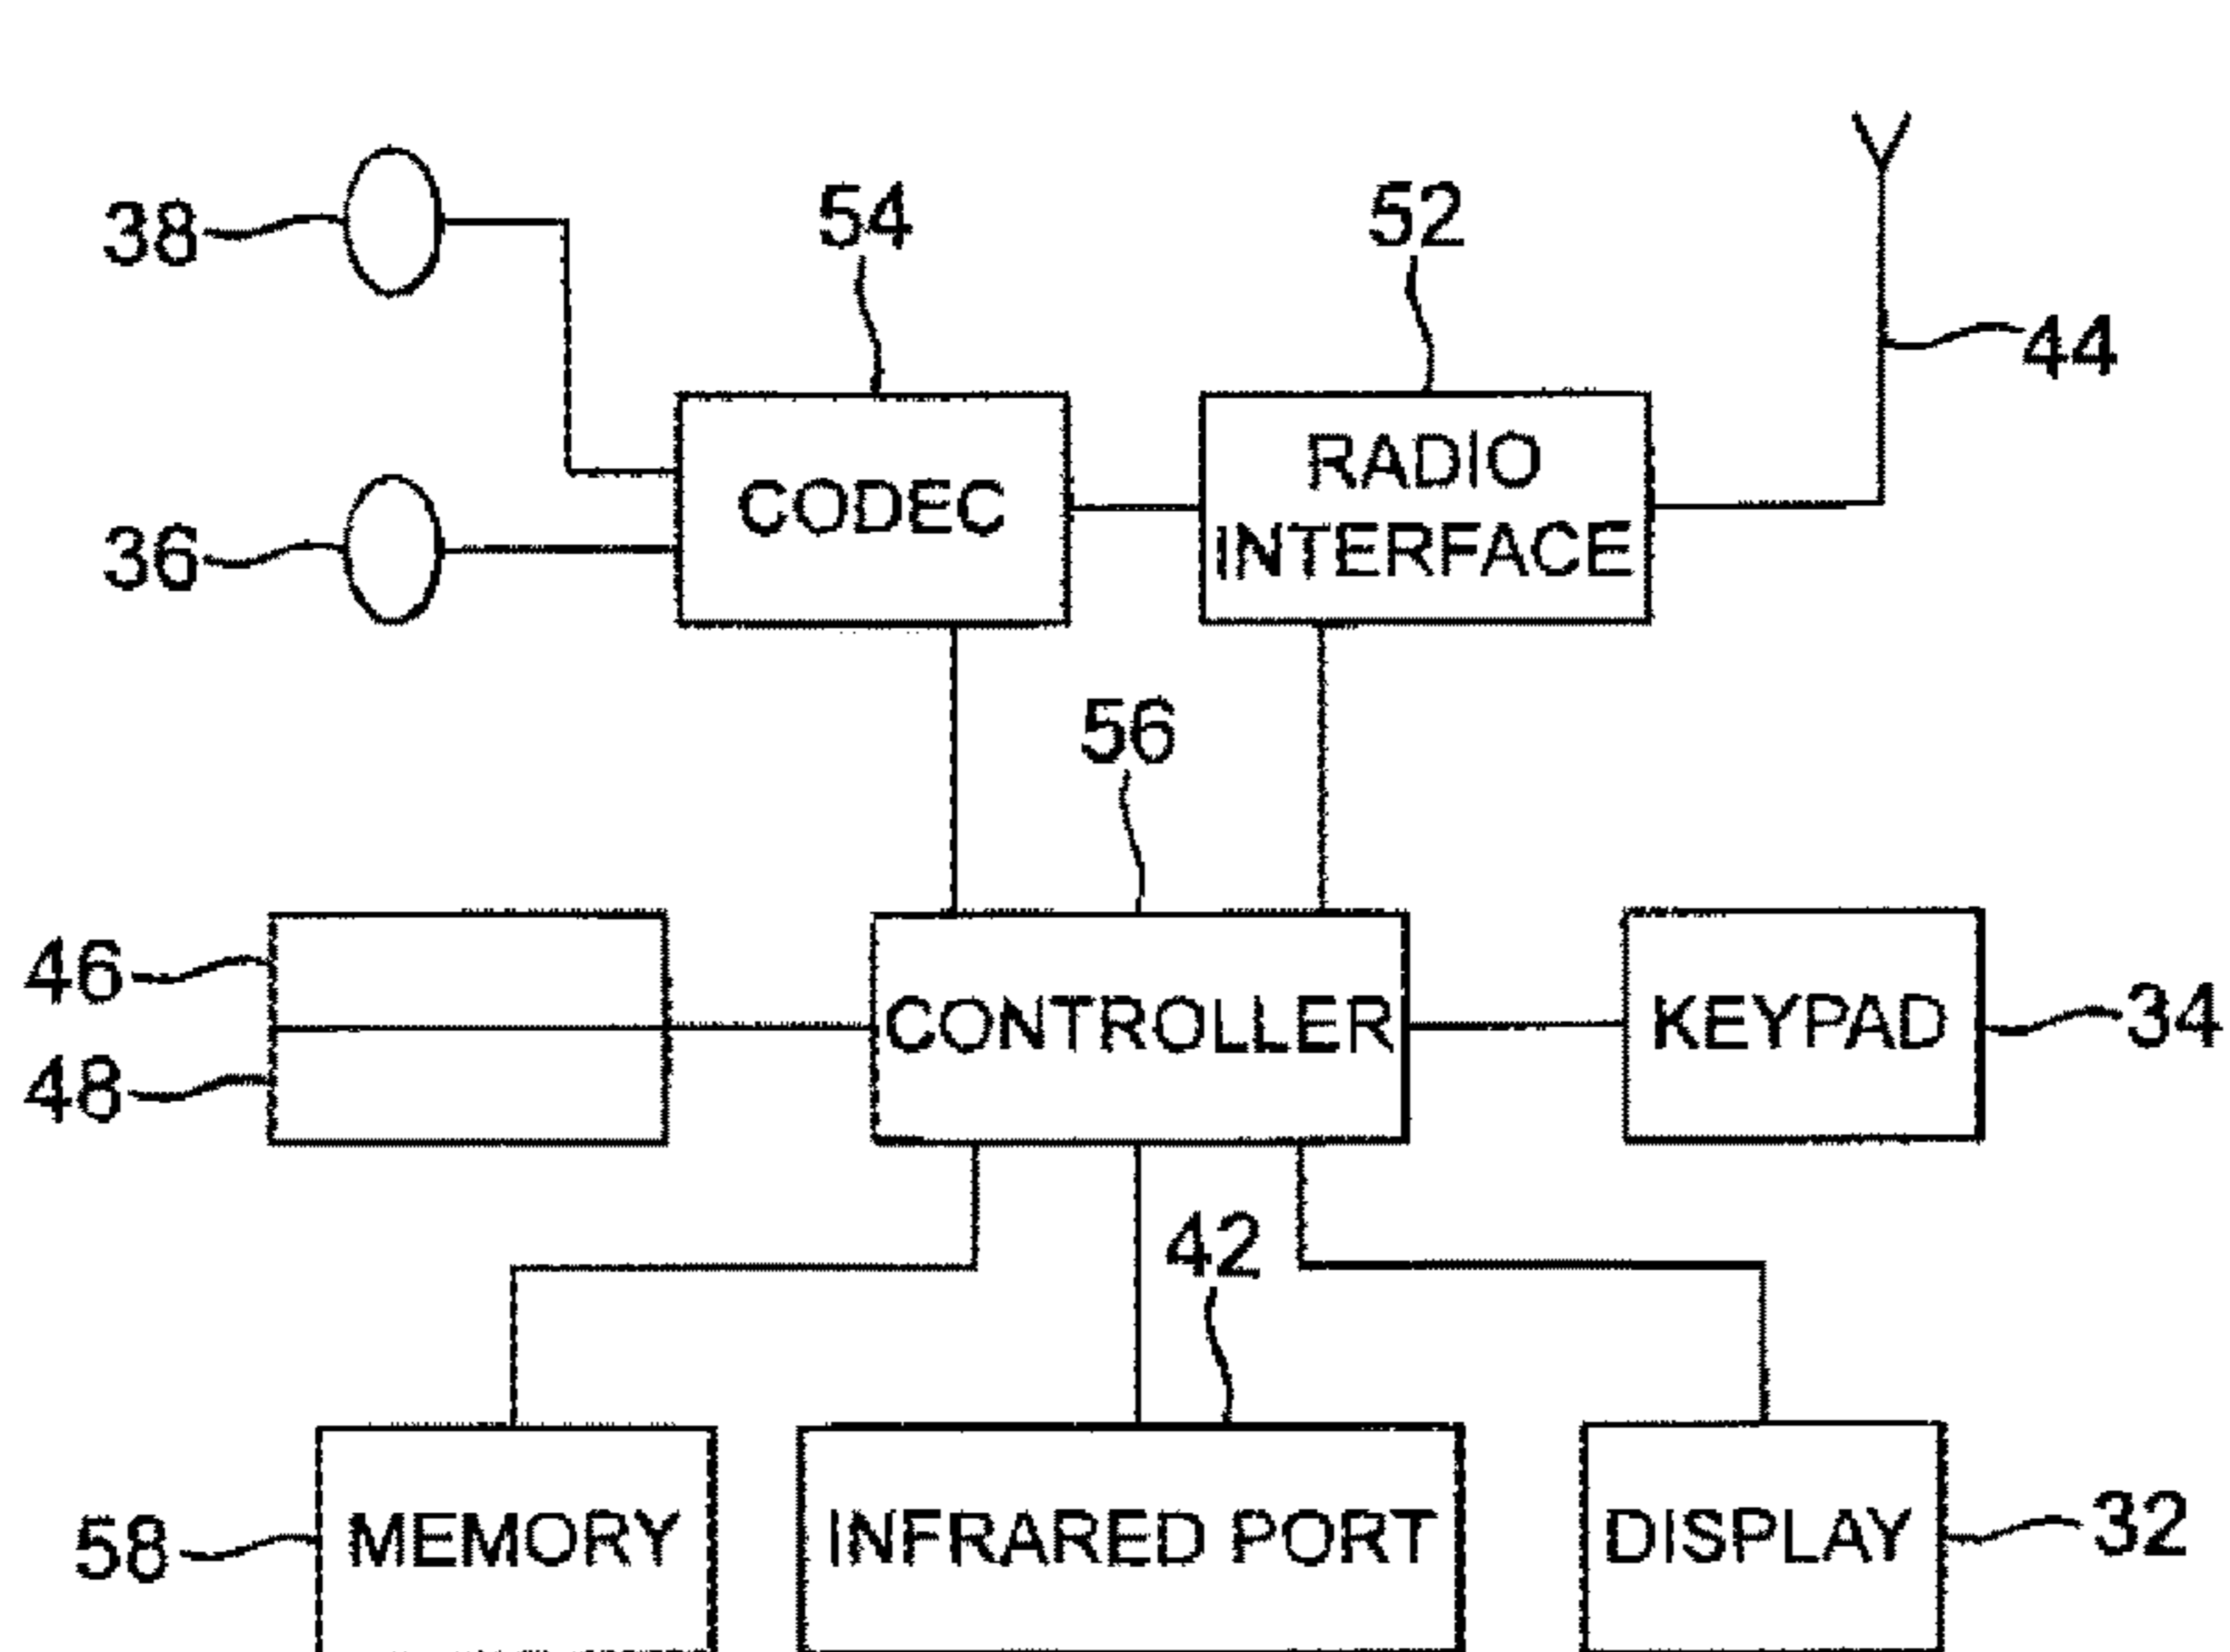 38
54
52
44
CODEC
RADIO
INTERFACE
36
56
46
48
CONTROLLER
KEYPAD
34
42
58
MEMORY
INFRARED PORT
DISPLAY
32